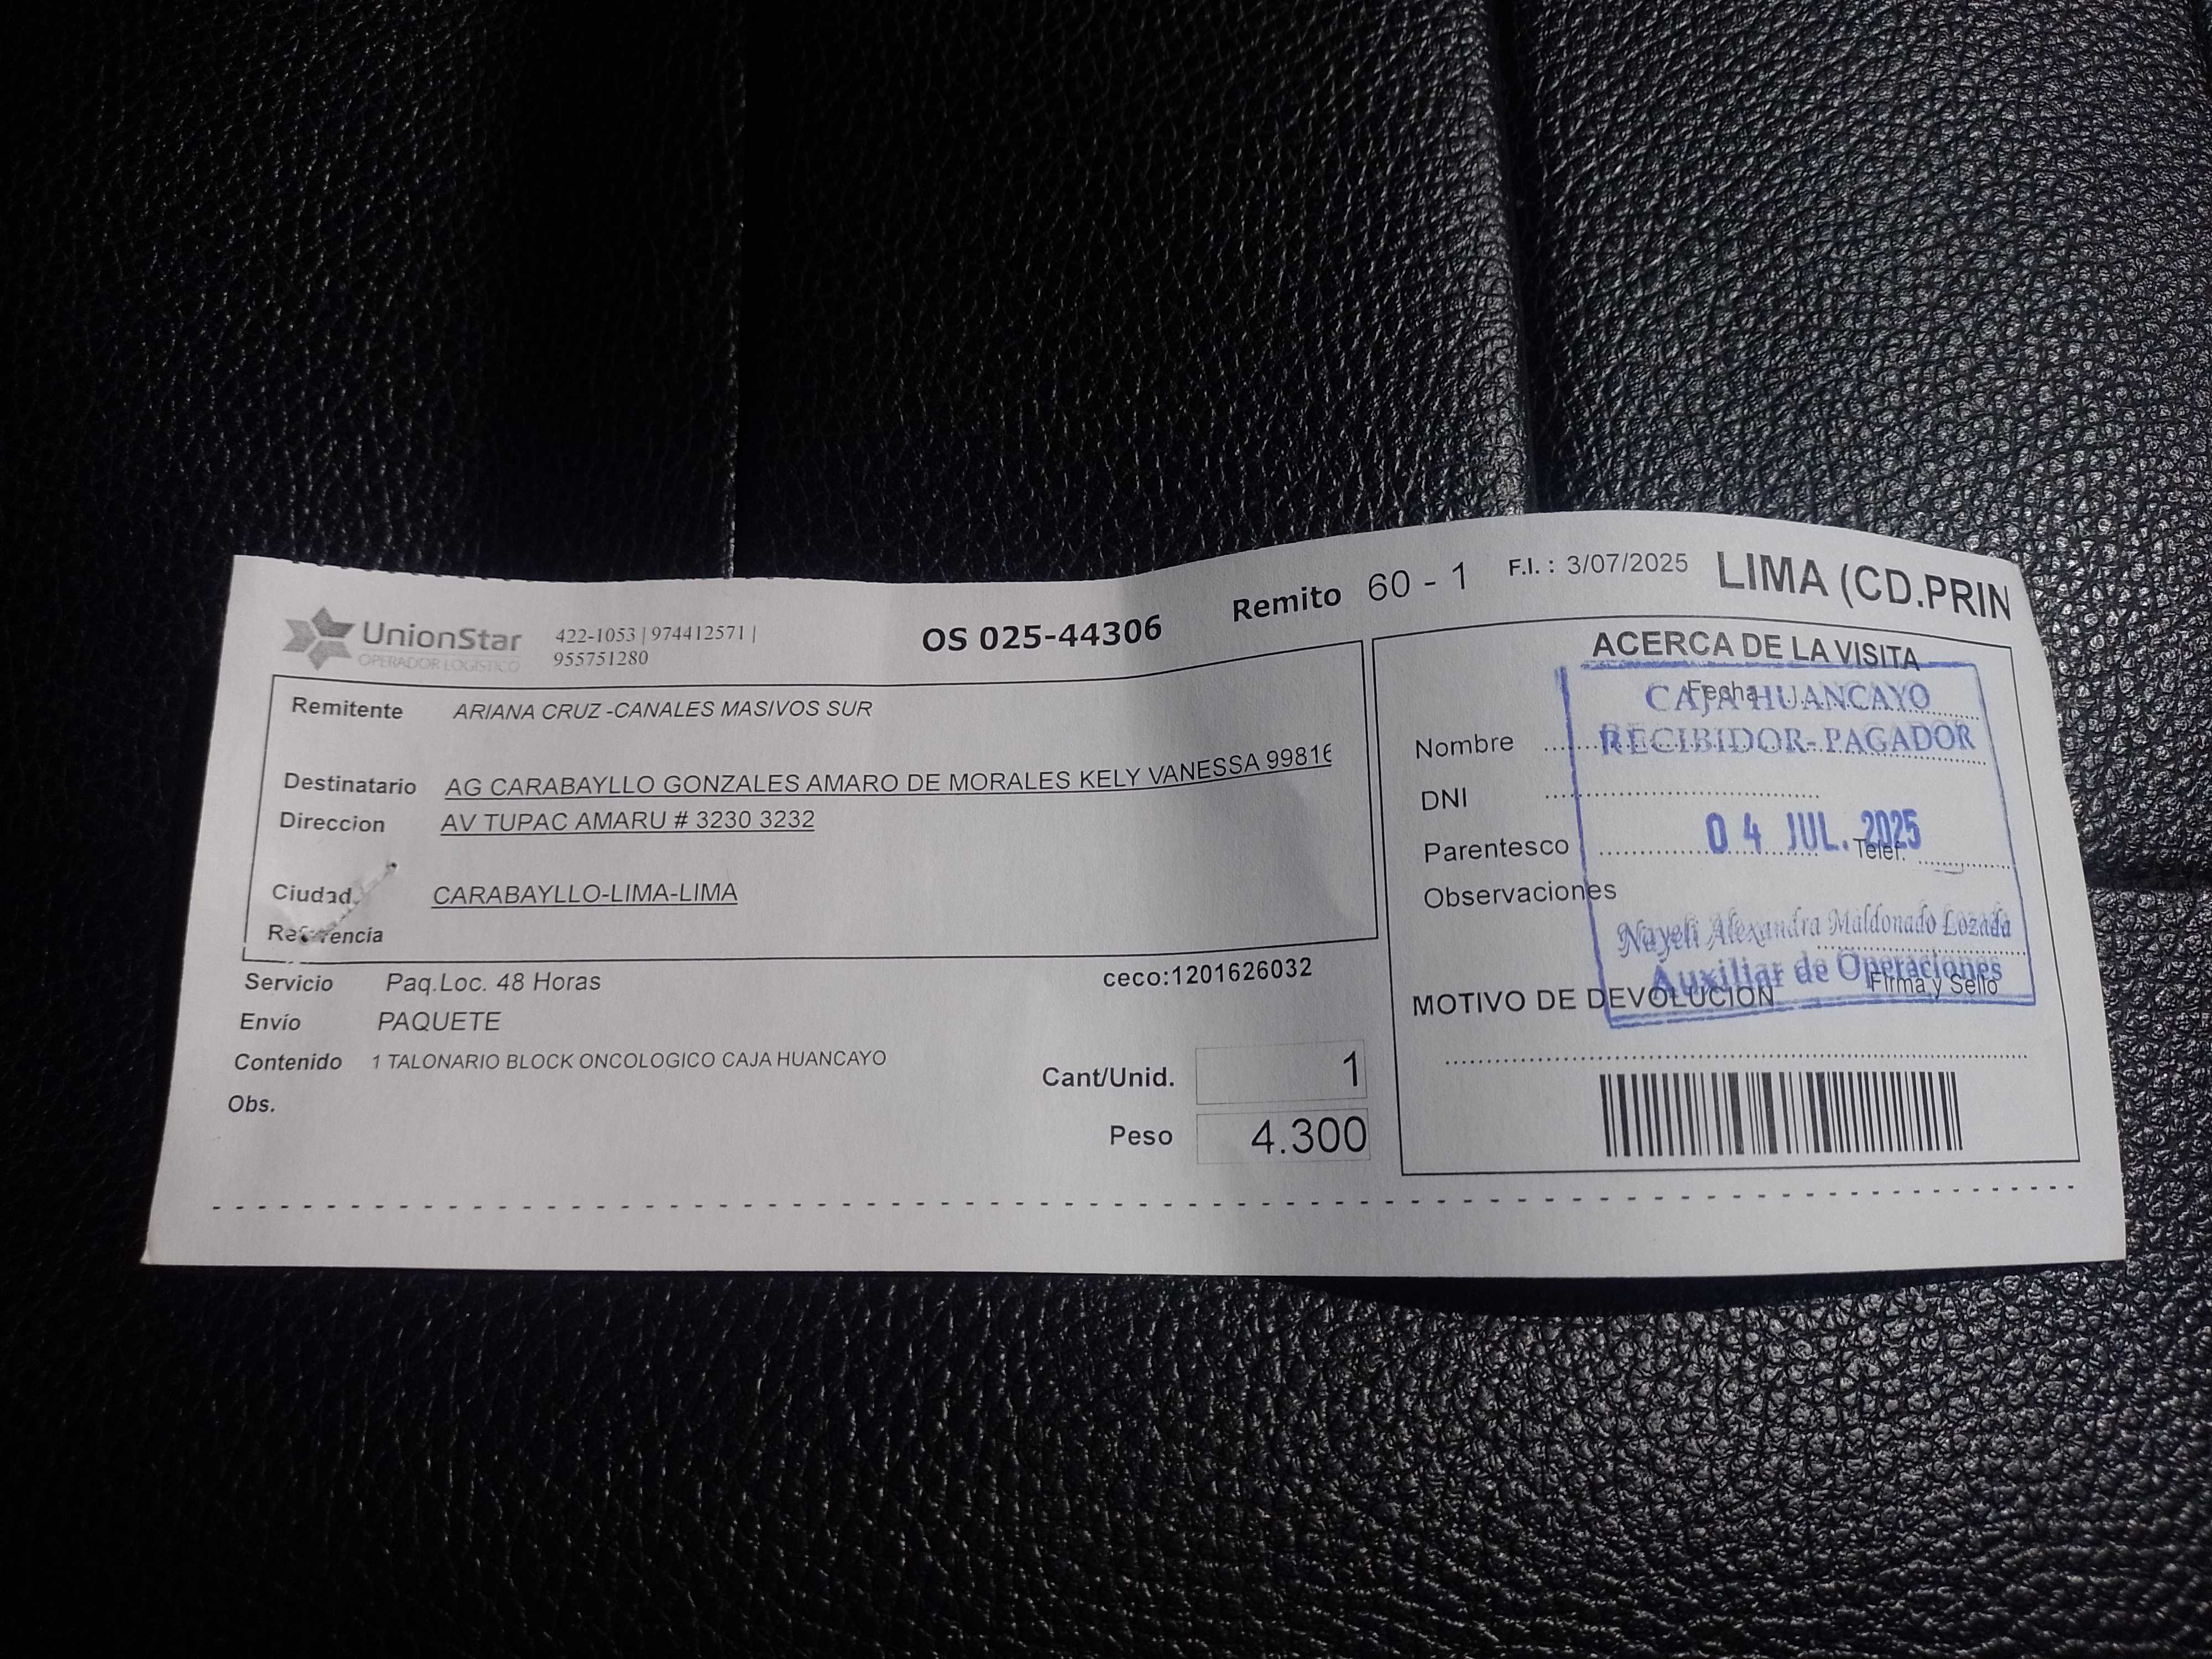 UnionStar
OPERADOR LOGISTICO
422-1053 | 974412571 |
955751280
OS 025-44306
Remito 60 - 1
F.I. : 3/07/2025
LIMA (CD.PRIN
Remitente ARIANA CRUZ -CANALES MASIVOS SUR
Destinatario AG CARABAYLLO GONZALES AMARO DE MORALES KELY VANESSA 99816
Direccion AV TUPAC AMARU # 3230 3232
Ciudad CARABAYLLO-LIMA-LIMA
Referencia
Servicio Paq.Loc. 48 Horas
ceco:1201626032
Envío PAQUETE
Contenido 1 TALONARIO BLOCK ONCOLOGICO CAJA HUANCAYO
Obs.
Cant/Unid. 1
Peso 4.300
ACERCA DE LA VISITA
Fecha
CAJA HUANCAYO
Nombre
RECIBIDOR-PAGADOR
DNI
04 JUL. 2025
Parentesco
Telef.
Observaciones
Nayeli Alexandra Maldonado Lozada
Auxiliar de Operaciones
Firma y Sello
MOTIVO DE DEVOLUCION